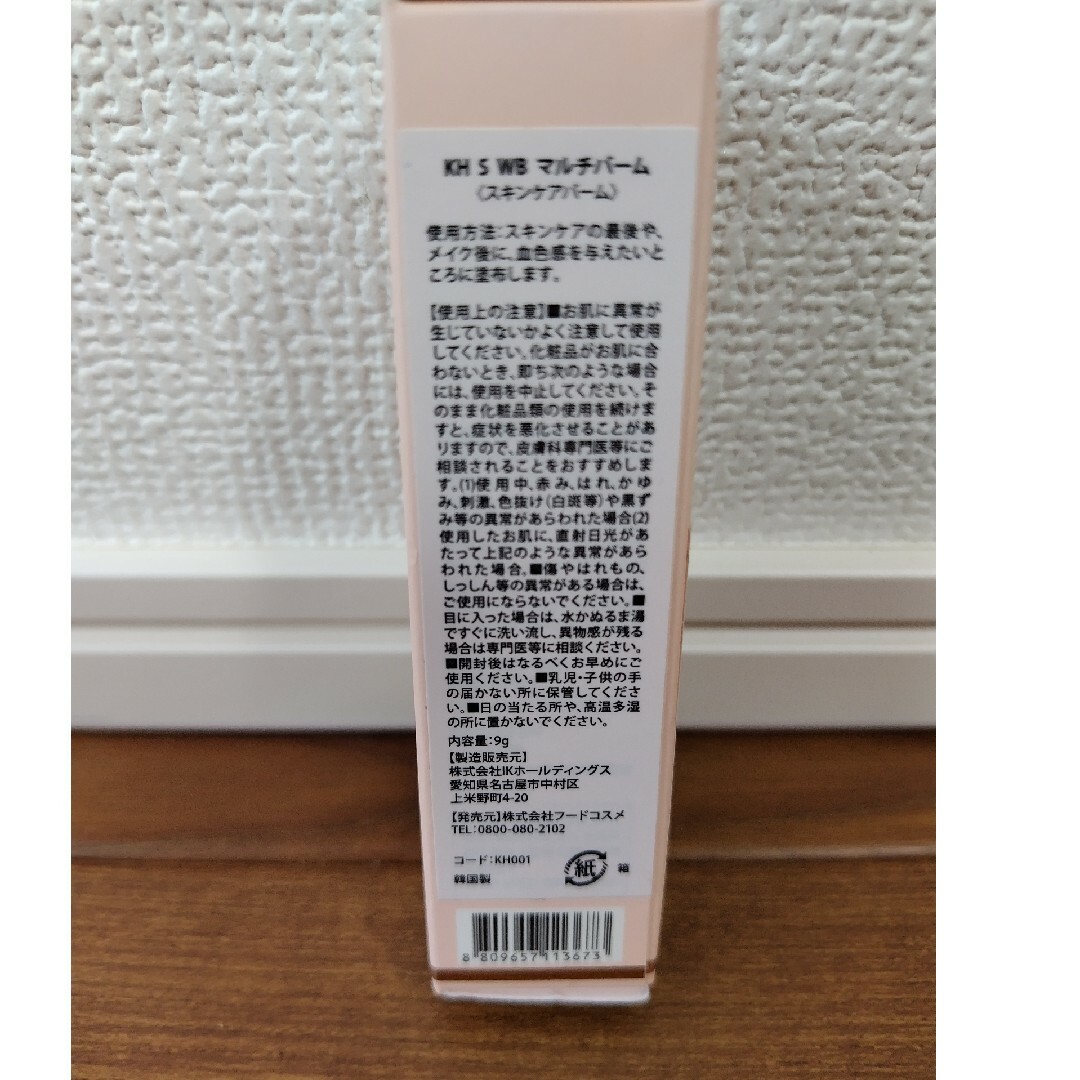 KH S WB マルチバーム
〈スキンケアバーム〉
使用方法:スキンケアの最後や、
メイク後に、血色感を与えたいと
ころに塗布します。
【使用上の注意】■お肌に異常が
生じていないかよく注意して使用
してください。化粧品がお肌に合
わないとき、即ち次のような場合
には、使用を中止してください。そ
のまま化粧品類の使用を続けま
すと、症状を悪化させることがあ
りますので、皮膚科専門医等にご
相談されることをおすすめしま
す。(1)使用中、赤み、はれ、かゆ
み、刺激、色抜け(白斑等)や黒ず
み等の異常があらわれた場合(2)
使用したお肌に、直射日光があ
たって上記のような異常があら
われた場合。■傷やはれもの、
しっしん等の異常がある場合は、
ご使用にならないでください。■
目に入った場合は、水かぬるま湯
ですぐに洗い流し、異物感が残る
場合は専門医等に相談ください。
■開封後はなるべくお早めにご
使用ください。■乳児・子供の手
の届かない所に保管してくださ
い。■日の当たる所や、高温多湿
の所に置かないでください。
内容量:9g
【製造販売元】
株式会社IKホールディングス
愛知県名古屋市中村区
上米野町4-20
【発売元】株式会社フードコスメ
TEL:0800-080-2102
コード:KH001
紙 箱
韓国製
8 809657 113673